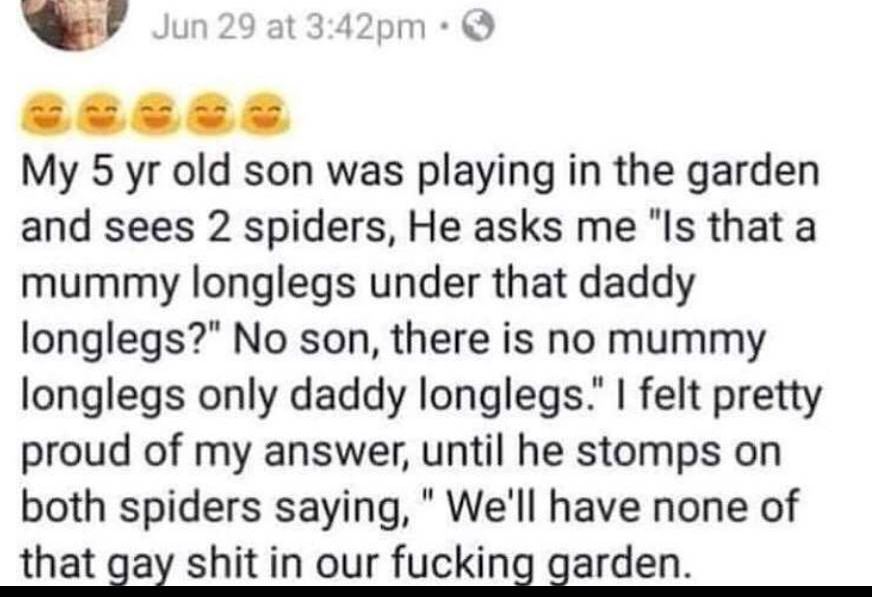 Jun 29 at 3:42pm ·
My 5 yr old son was playing in the garden
and sees 2 spiders, He asks me "Is that a
mummy longlegs under that daddy
longlegs?" No son, there is no mummy
longlegs only daddy longlegs." I felt pretty
proud of my answer, until he stomps on
both spiders saying, " We'll have none of
that gay shit in our fucking garden.